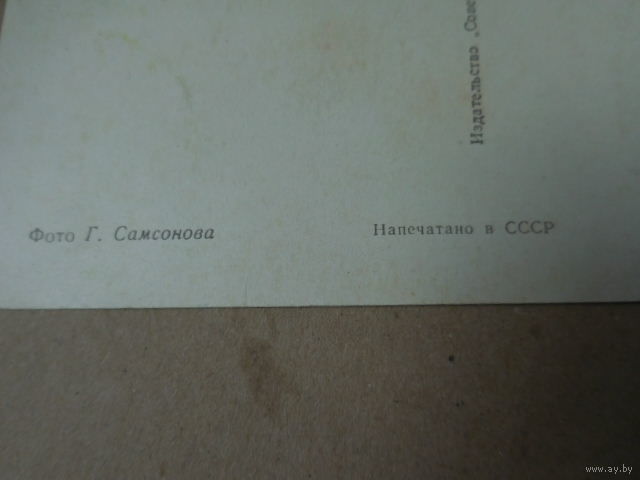 Издательство „Сове
Фото Г. Самсонова
Напечатано в СССР
www.ay.by